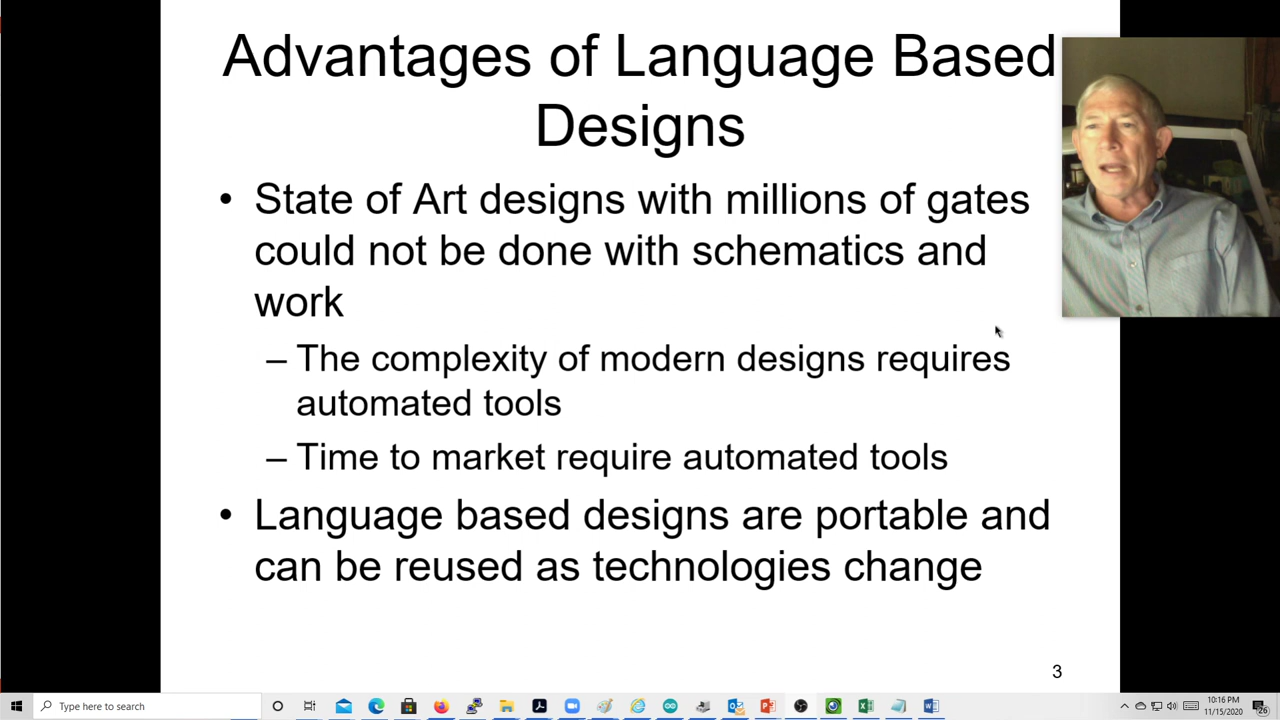 Advantages of Language Based
Designs
• State of Art designs with millions of gates
could not be done with schematics and
work
– The complexity of modern designs requires
automated tools
– Time to market require automated tools
• Language based designs are portable and
can be reused as technologies change
3
Type here to search
10:16 PM
11/15/2020
26